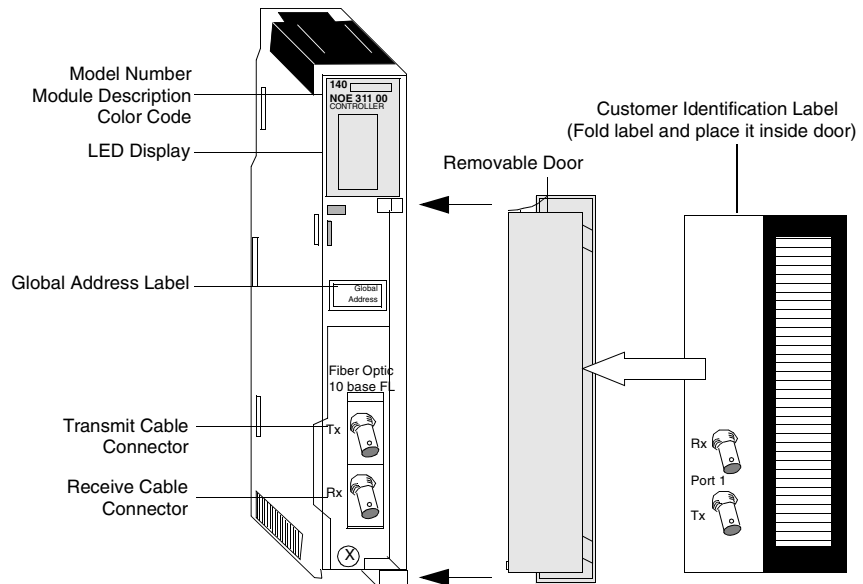 Model Number
Module Description
Color Code
LED Display
Global Address Label
Transmit Cable
Connector
Receive Cable
Connector
140
NOE 311 00
CONTROLLER
Global
Address
Fiber Optic
10 base FL
Tx
Rx
X
Removable Door
Customer Identification Label
(Fold label and place it inside door)
Rx
Port 1
Tx